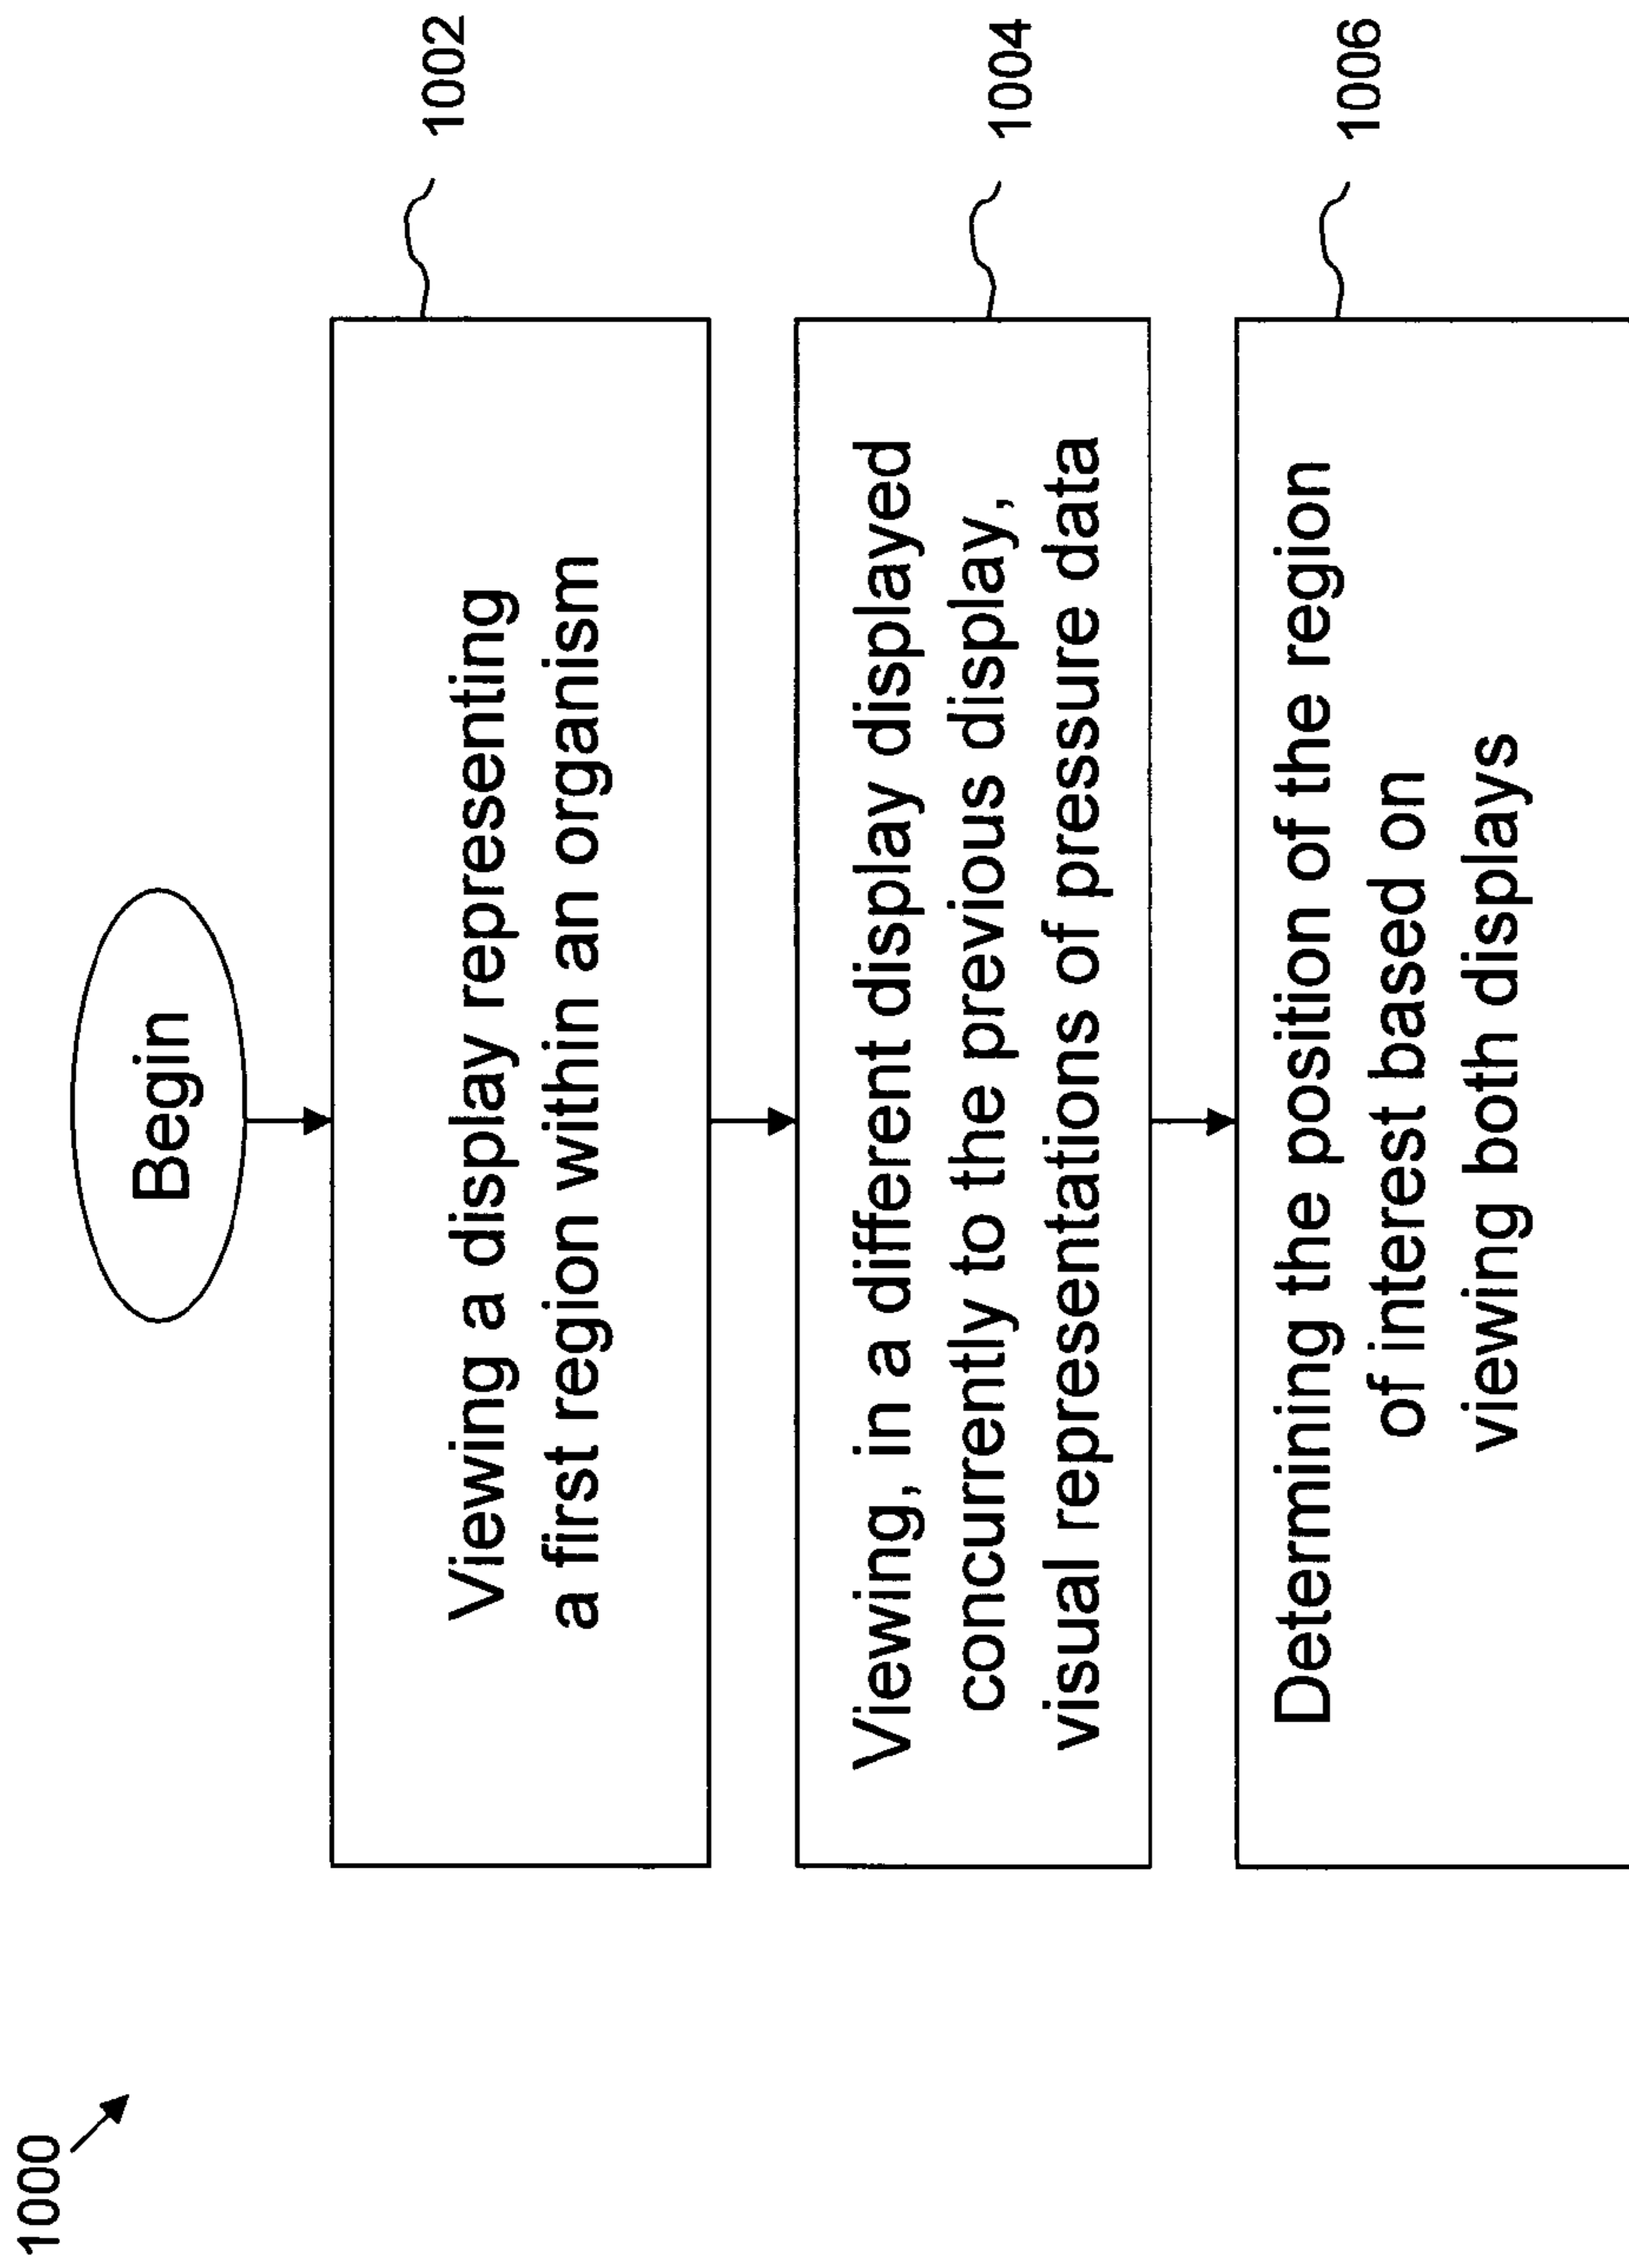 1000
Begin
Viewing a display representing
a first region within an organism
1002
Viewing, in a different display displayed
concurrently to the previous display,
visual representations of pressure data
1004
Determining the position of the region
of interest based on
viewing both displays
1006